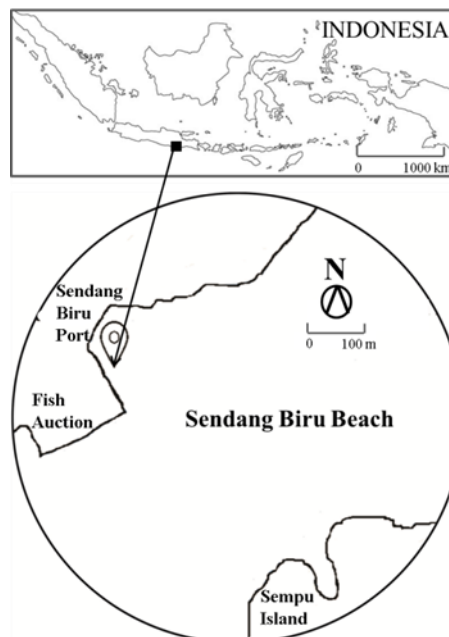 INDONESIA
0 1000 km
Sendang
Biru
Port
N
0 100 m
Fish
Auction
Sendang Biru Beach
Sempu
Island